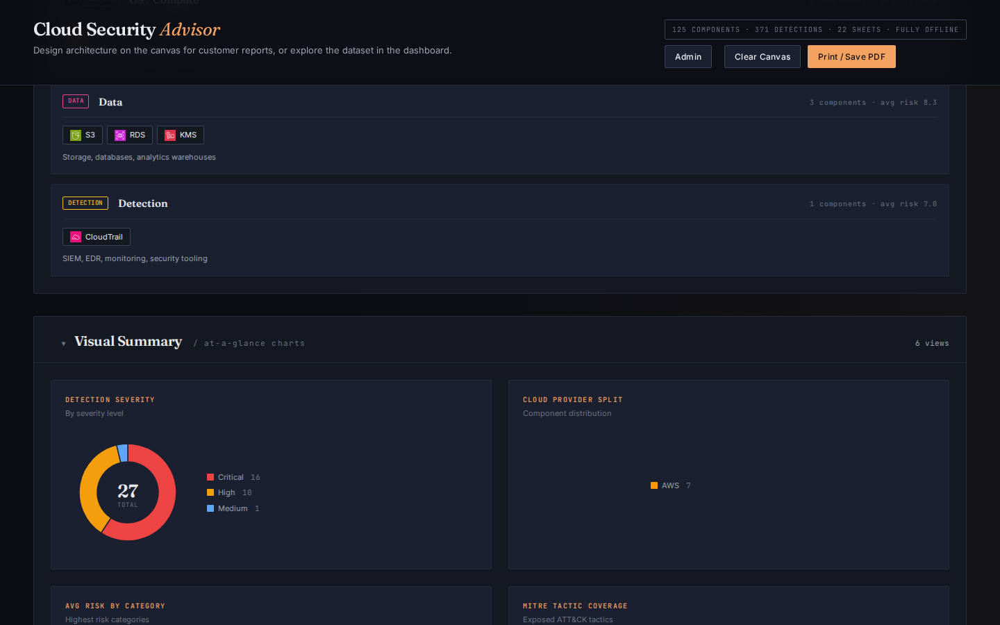 Cloud Security Advisor
Design architecture on the canvas for customer reports, or explore the dataset in the dashboard.
125 COMPONENTS · 371 DETECTIONS · 22 SHEETS · FULLY OFFLINE
Admin
Clear Canvas
Print / Save PDF
DATA
Data
3 components · avg risk 8.3
S3
RDS
KMS
Storage, databases, analytics warehouses
DETECTION
Detection
1 components · avg risk 7.0
CloudTrail
SIEM, EDR, monitoring, security tooling
▼ Visual Summary / at-a-glance charts
6 views
DETECTION SEVERITY
By severity level
27
TOTAL
Critical 16
High 10
Medium 1
CLOUD PROVIDER SPLIT
Component distribution
AWS 7
AVG RISK BY CATEGORY
Highest risk categories
MITRE TACTIC COVERAGE
Exposed ATT&CK tactics